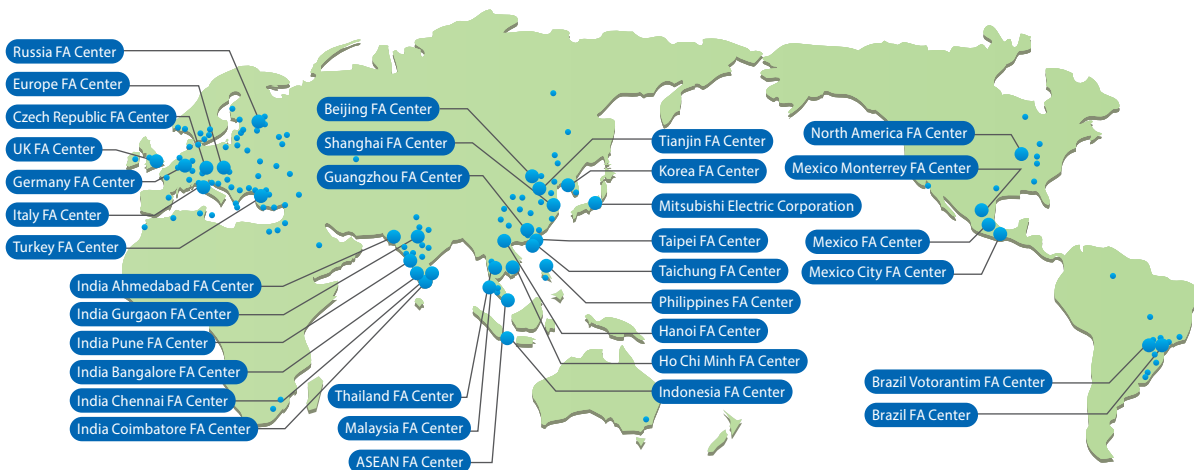 Russia FA Center
Europe FA Center
Czech Republic FA Center
UK FA Center
Germany FA Center
Italy FA Center
Turkey FA Center
India Ahmedabad FA Center
India Gurgaon FA Center
India Pune FA Center
India Bangalore FA Center
India Chennai FA Center
India Coimbatore FA Center
Beijing FA Center
Shanghai FA Center
Guangzhou FA Center
Thailand FA Center
Malaysia FA Center
ASEAN FA Center
Tianjin FA Center
Korea FA Center
Mitsubishi Electric Corporation
Taipei FA Center
Taichung FA Center
Philippines FA Center
Hanoi FA Center
Ho Chi Minh FA Center
Indonesia FA Center
North America FA Center
Mexico Monterrey FA Center
Mexico FA Center
Mexico City FA Center
Brazil Votorantim FA Center
Brazil FA Center